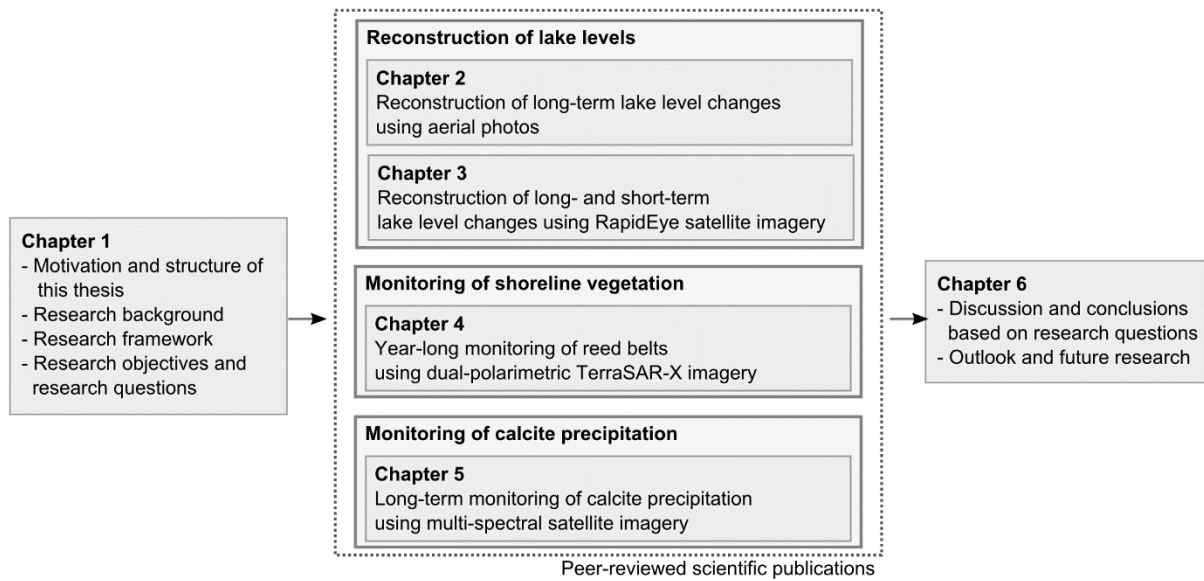 Chapter 1
- Motivation and structure of
this thesis
- Research background
- Research framework
- Research objectives and
research questions
Reconstruction of lake levels
Chapter 2
Reconstruction of long-term lake level changes
using aerial photos
Chapter 3
Reconstruction of long- and short-term
lake level changes using RapidEye satellite imagery
Monitoring of shoreline vegetation
Chapter 4
Year-long monitoring of reed belts
using dual-polarimetric TerraSAR-X imagery
Monitoring of calcite precipitation
Chapter 5
Long-term monitoring of calcite precipitation
using multi-spectral satellite imagery
Peer-reviewed scientific publications
Chapter 6
- Discussion and conclusions
based on research questions
- Outlook and future research